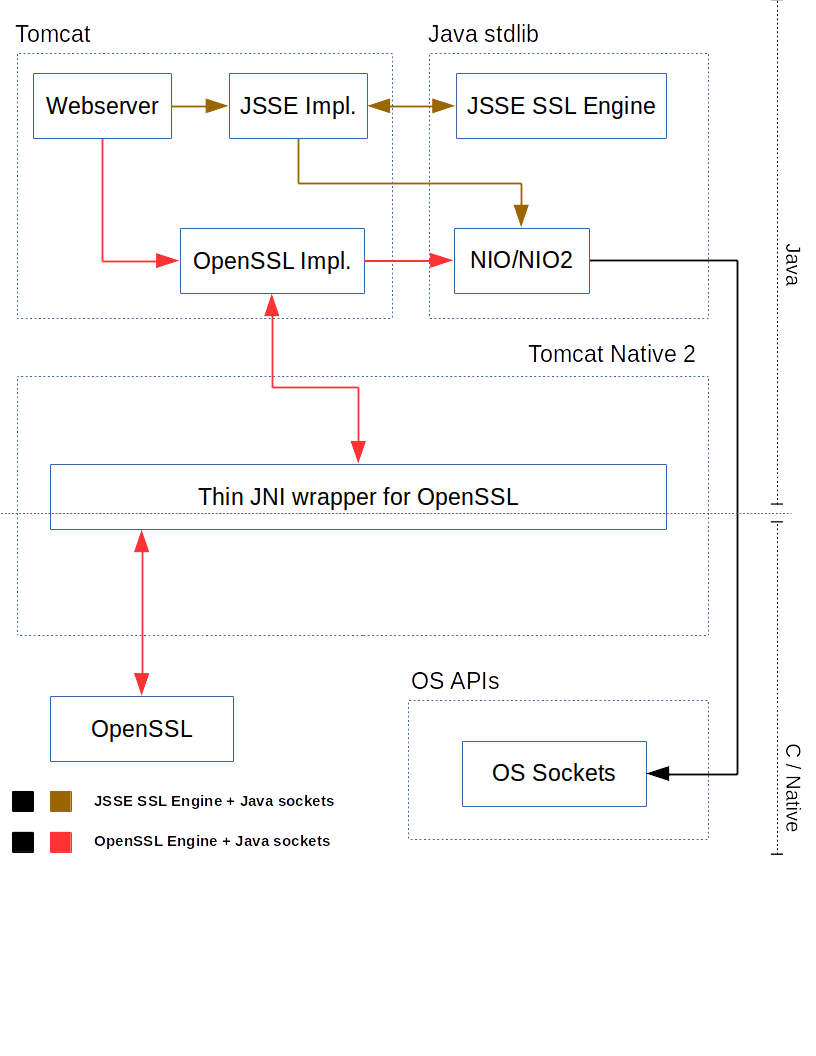 Tomcat
Java stdlib
Webserver
JSSE Impl.
JSSE SSL Engine
OpenSSL Impl.
NIO/NIO2
Java
Tomcat Native 2
Thin JNI wrapper for OpenSSL
OS APIs
OpenSSL
OS Sockets
C / Native
JSSE SSL Engine + Java sockets
OpenSSL Engine + Java sockets